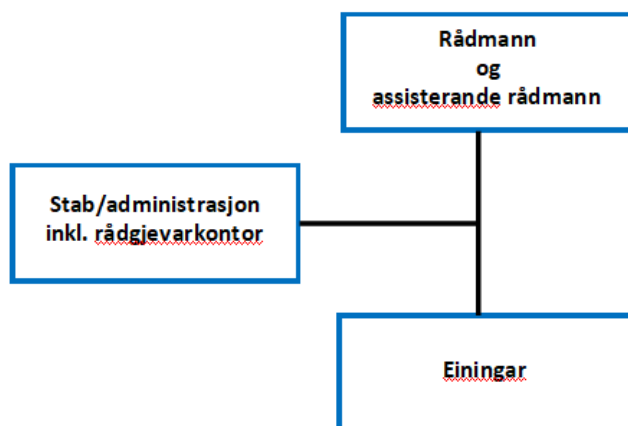 Rådmann
og
assisterande rådmann
Stab/administrasjon
inkl. rådgjevarkontor
Einingar